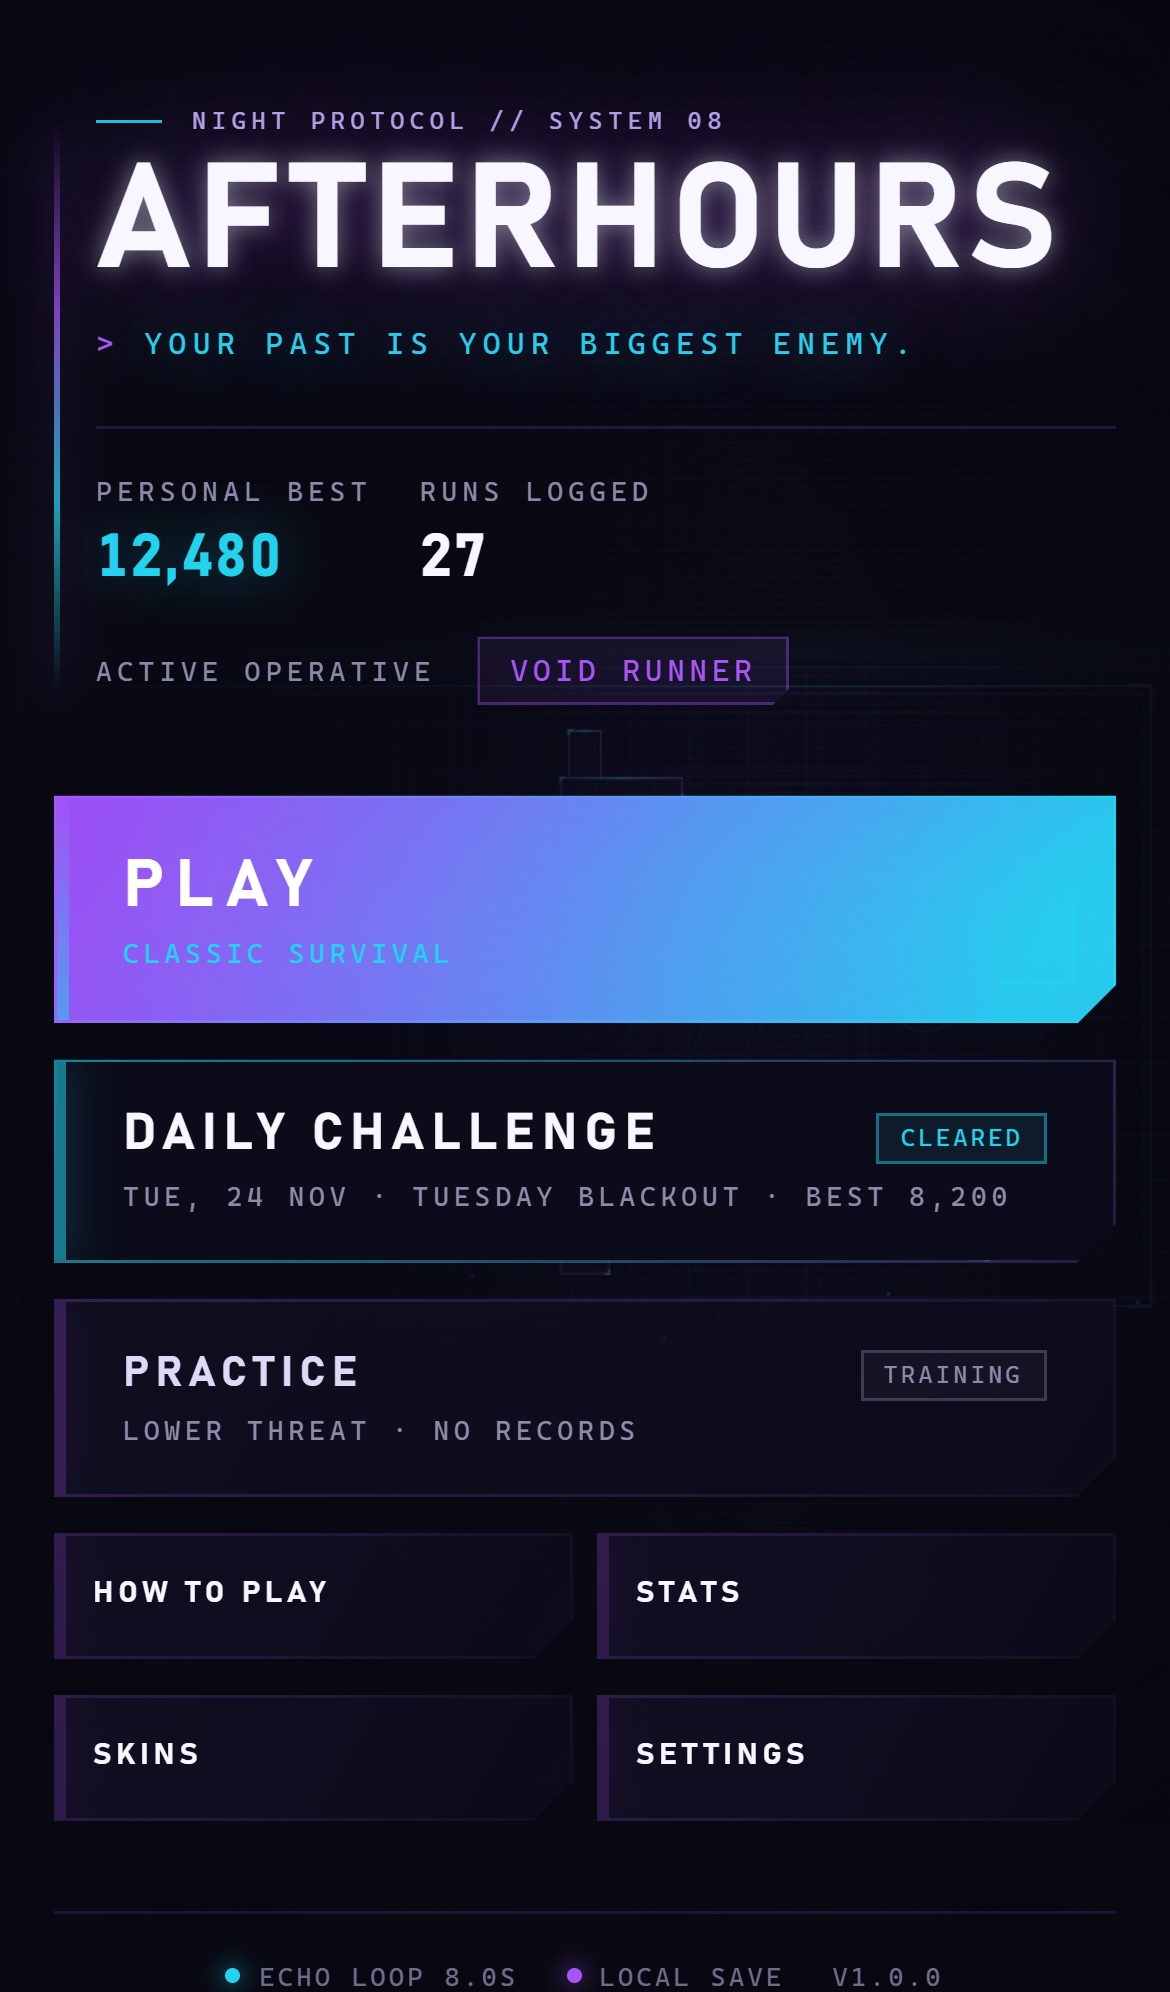 NIGHT PROTOCOL // SYSTEM 08
AFTERHOURS
> YOUR PAST IS YOUR BIGGEST ENEMY.
PERSONAL BEST RUNS LOGGED
12,480 27
ACTIVE OPERATIVE VOID RUNNER
PLAY
CLASSIC SURVIVAL
DAILY CHALLENGE CLEARED
TUE, 24 NOV · TUESDAY BLACKOUT · BEST 8,200
PRACTICE TRAINING
LOWER THREAT · NO RECORDS
HOW TO PLAY STATS
SKINS SETTINGS
ECHO LOOP 8.0S LOCAL SAVE V1.0.0